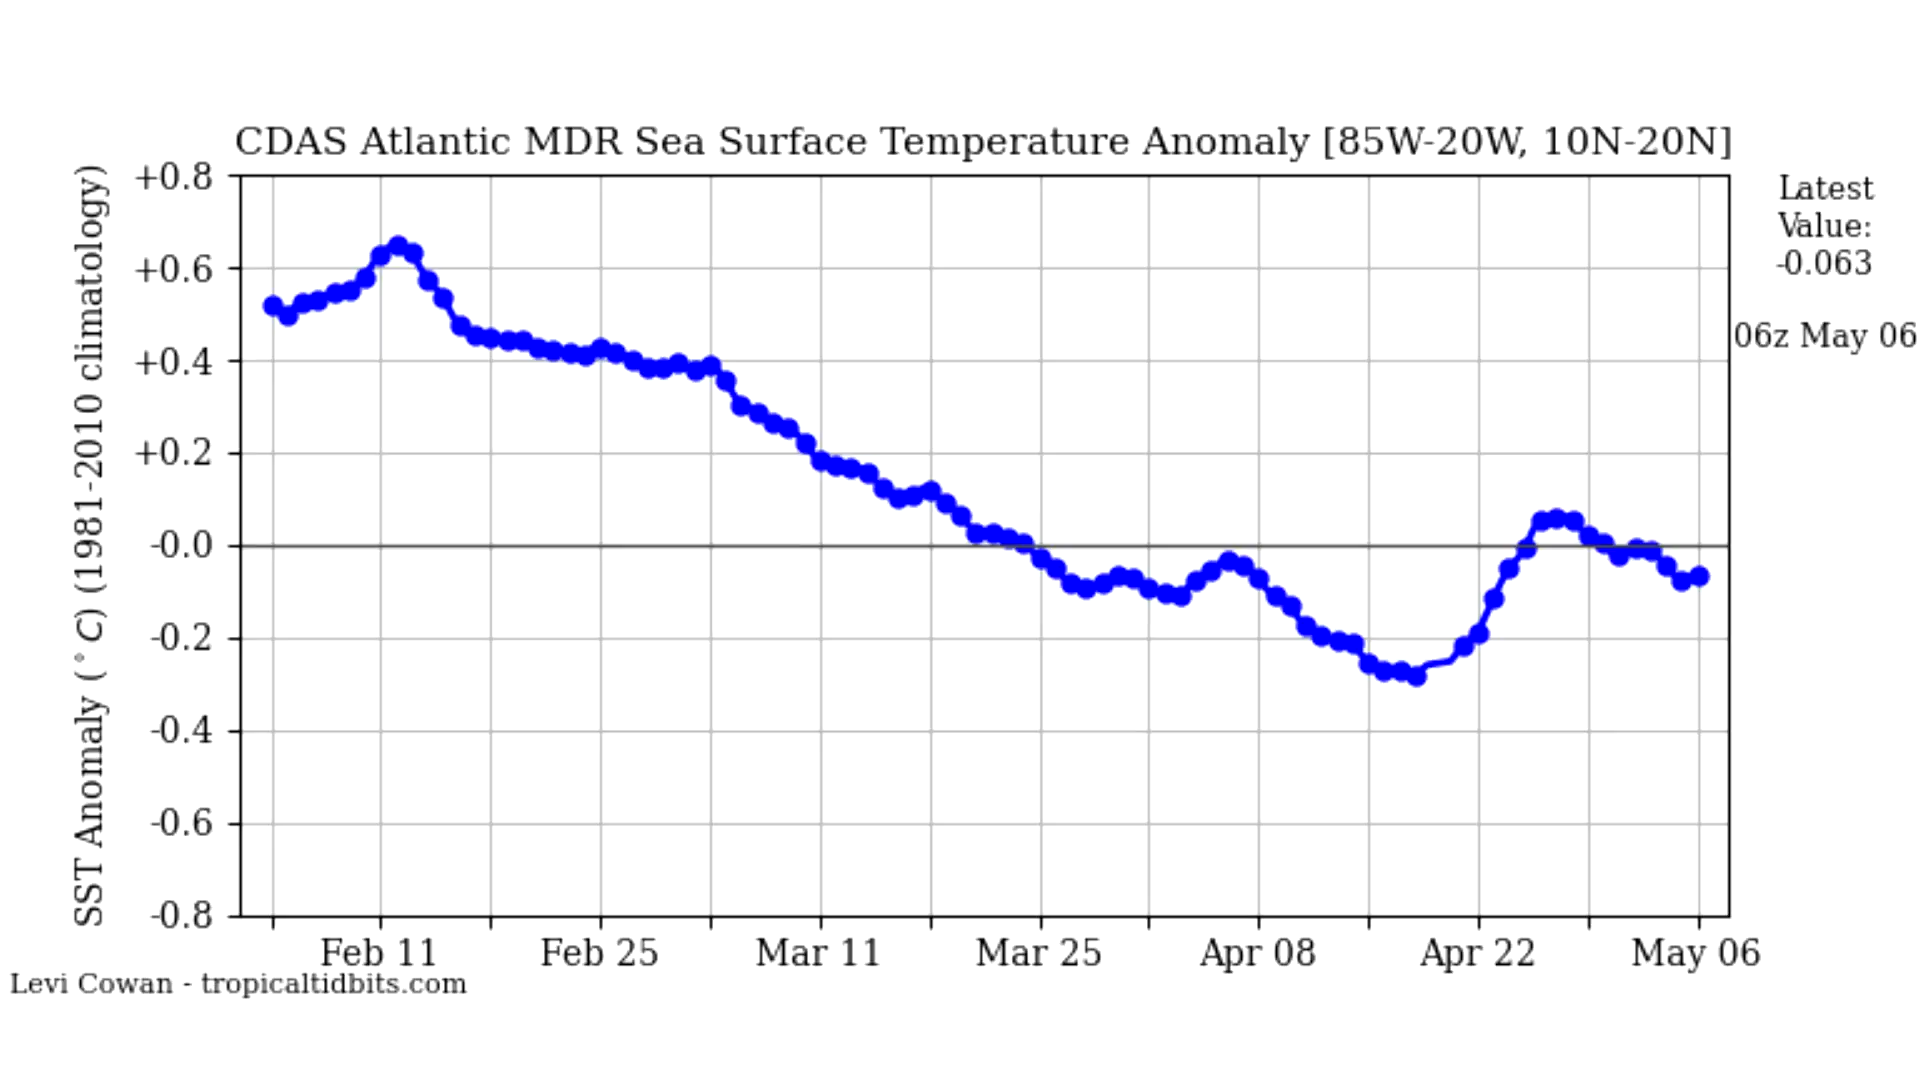 CDAS Atlantic MDR Sea Surface Temperature Anomaly [85W-20W, 10N-20N]
SST Anomaly (°C) (1981-2010 climatology)
+0.8
+0.6
+0.4
+0.2
-0.0
-0.2
-0.4
-0.6
-0.8
Feb 11
Feb 25
Mar 11
Mar 25
Apr 08
Apr 22
May 06
Latest
Value:
-0.063
06z May 06
Levi Cowan - tropicaltidbits.com